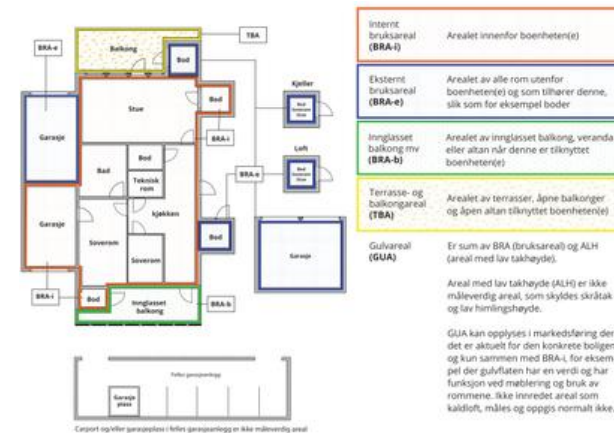 TBA
BRA-e
Balkong
Bod
Stue
Bod
Kjeller
Bod
BRA-i
Garasje
Loft
Bod
Bad
Bod
Teknisk
rom
BRA-e
kjøkken
Garasje
Soverom
Soverom
Bod
Garasje
BRA-i
Bod
Innglasset
balkong
BRA-b
Felles garasjeanlegg
Garasje
plass
Carport og/eller garasjeplass i felles garasjeanlegg er ikke måleverdig areal
Internt
bruksareal
(BRA-i)
Arealet innenfor boenheten(e)
Eksternt
bruksareal
(BRA-e)
Arealet av alle rom utenfor
boenheten(e) og som tilhører denne,
slik som for eksempel boder
Innglasset
balkong mv
(BRA-b)
Arealet av innglasset balkong, veranda
eller altan når denne er tilknyttet
boenheten(e)
Terrasse- og
balkongareal
(TBA)
Arealet av terrasser, åpne balkonger
og åpen altan tilknyttet boenheten(e)
Gulvareal
(GUA)
Er sum av BRA (bruksareal) og ALH
(areal med lav takhøyde).
Areal med lav takhøyde (ALH) er ikke
måleverdig areal, som skyldes skråtak
og lav himlingshøyde.
GUA kan opplyses i markedsføring der
det er aktuelt for den konkrete boligen
og kun sammen med BRA-i, for eksem-
pel der gulvflaten har en verdi og har
funksjon ved møblering og bruk av
rommene. Ikke innredet areal som
kaldloft, måles og oppgis normalt ikke.